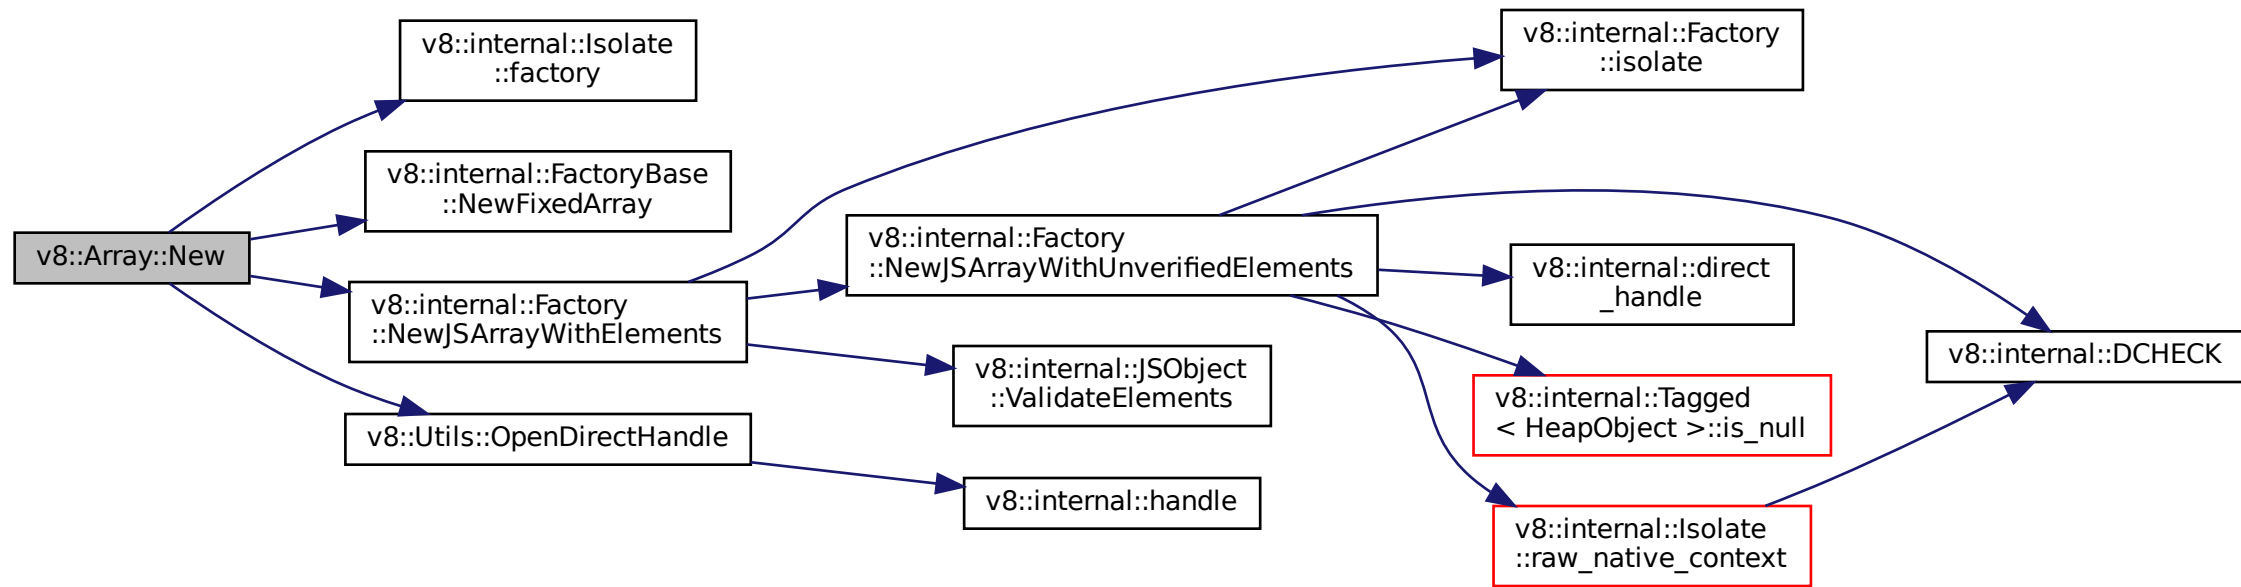 v8::Array::New
v8::internal::Isolate
::factory
v8::internal::FactoryBase
::NewFixedArray
v8::internal::Factory
::NewJSArrayWithElements
v8::Utils::OpenDirectHandle
v8::internal::Factory
::NewJSArrayWithUnverifiedElements
v8::internal::JSObject
::ValidateElements
v8::internal::handle
v8::internal::Factory
::isolate
v8::internal::direct
_handle
v8::internal::Tagged
< HeapObject >::is_null
v8::internal::Isolate
::raw_native_context
v8::internal::DCHECK